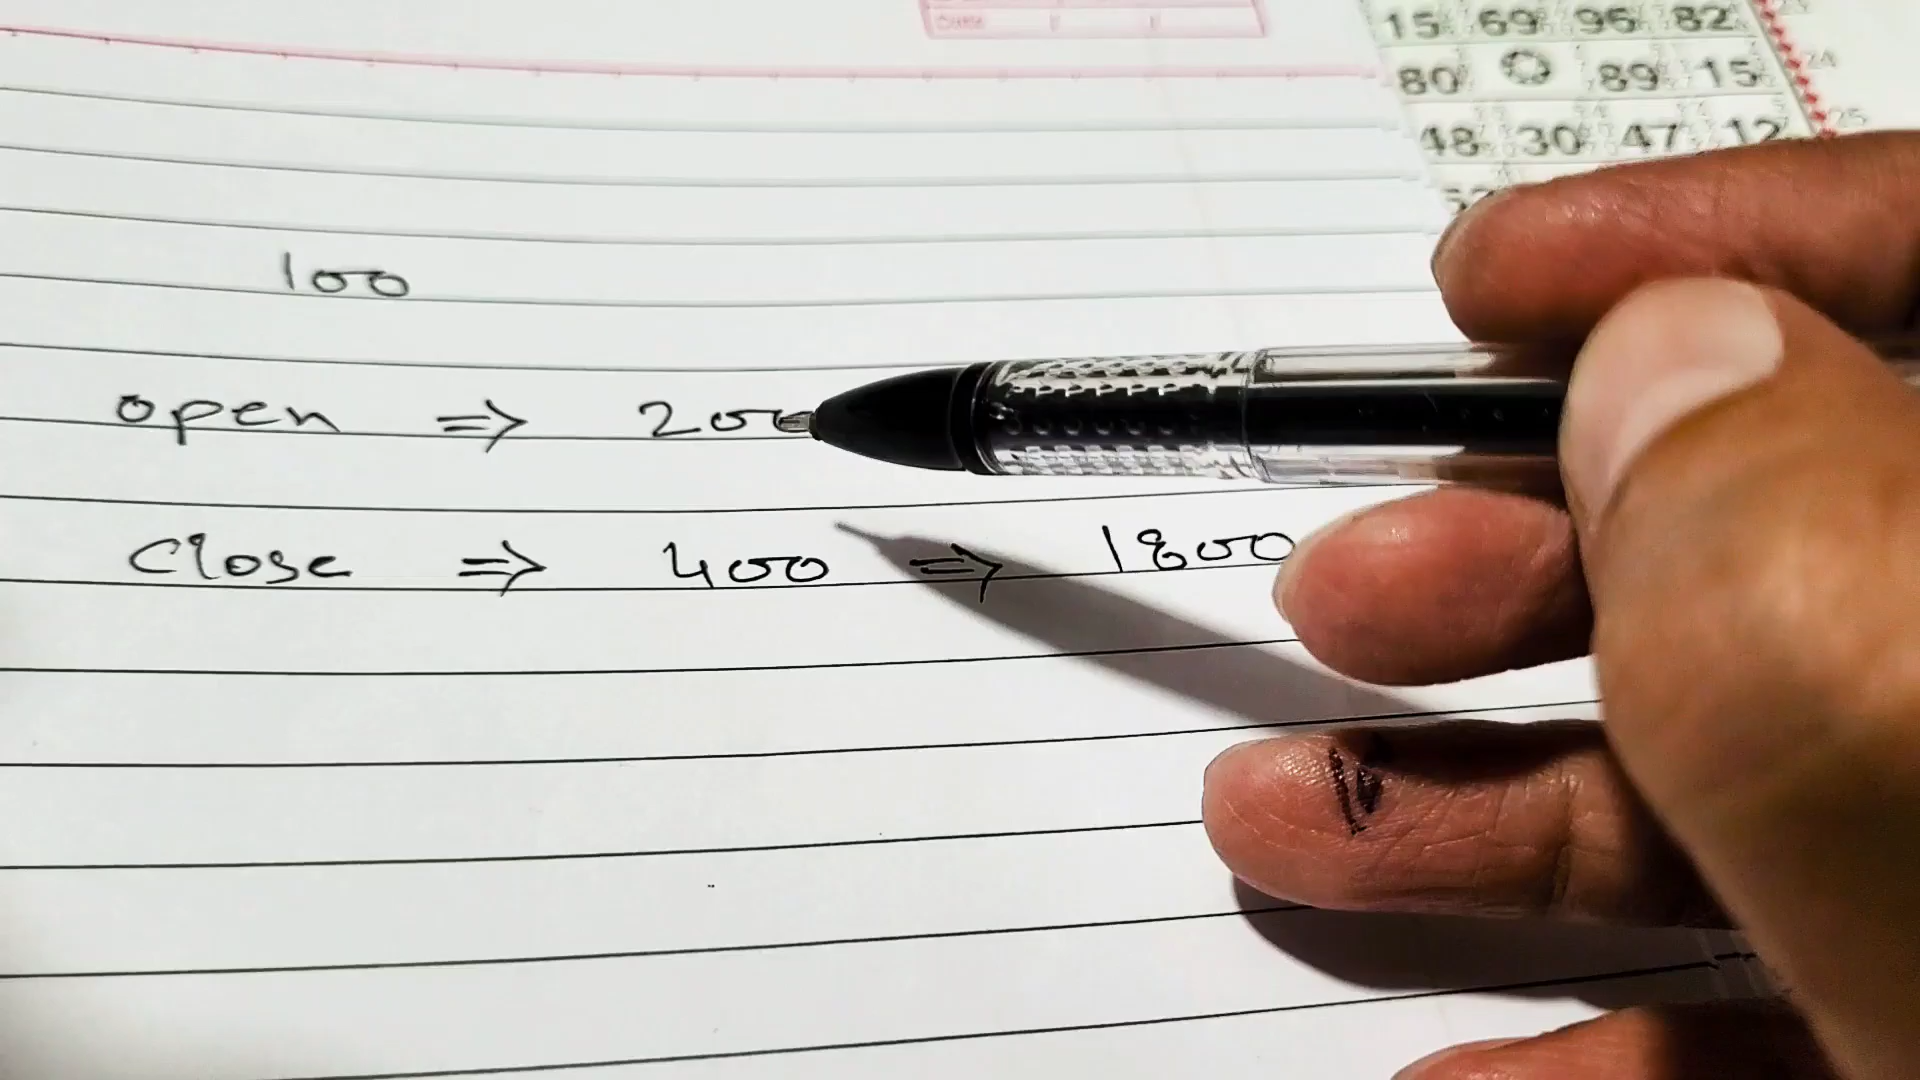 15 69 96 82
80 89 15
48 30 47 12
100
open => 200
Close => 400 => 1800